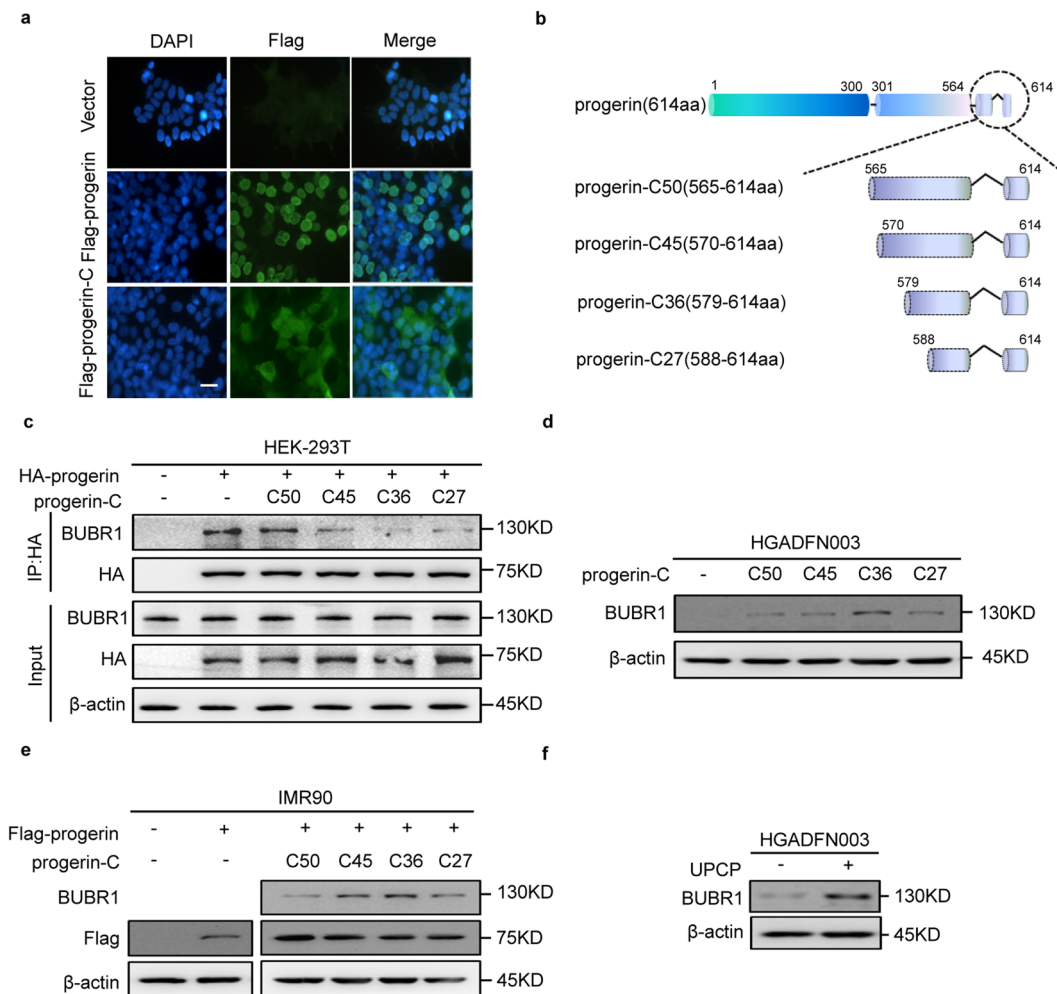 a
DAPI Flag Merge
Vector
Flag-progerin
Flag-progerin-C
b
1 300 301 564 614
progerin(614aa)
565 614
progerin-C50(565-614aa)
570 614
progerin-C45(570-614aa)
579 614
progerin-C36(579-614aa)
588 614
progerin-C27(588-614aa)
c
HEK-293T
HA-progerin - + + + + +
progerin-C - - C50 C45 C36 C27
IP:HA
BUBR1 130KD
HA 75KD
Input
BUBR1 130KD
HA 75KD
β-actin 45KD
d
HGADFN003
progerin-C - C50 C45 C36 C27
BUBR1 130KD
β-actin 45KD
e
IMR90
Flag-progerin - + + + + +
progerin-C - - C50 C45 C36 C27
BUBR1 130KD
Flag 75KD
β-actin 45KD
f
HGADFN003
UPCP - +
BUBR1 130KD
β-actin 45KD